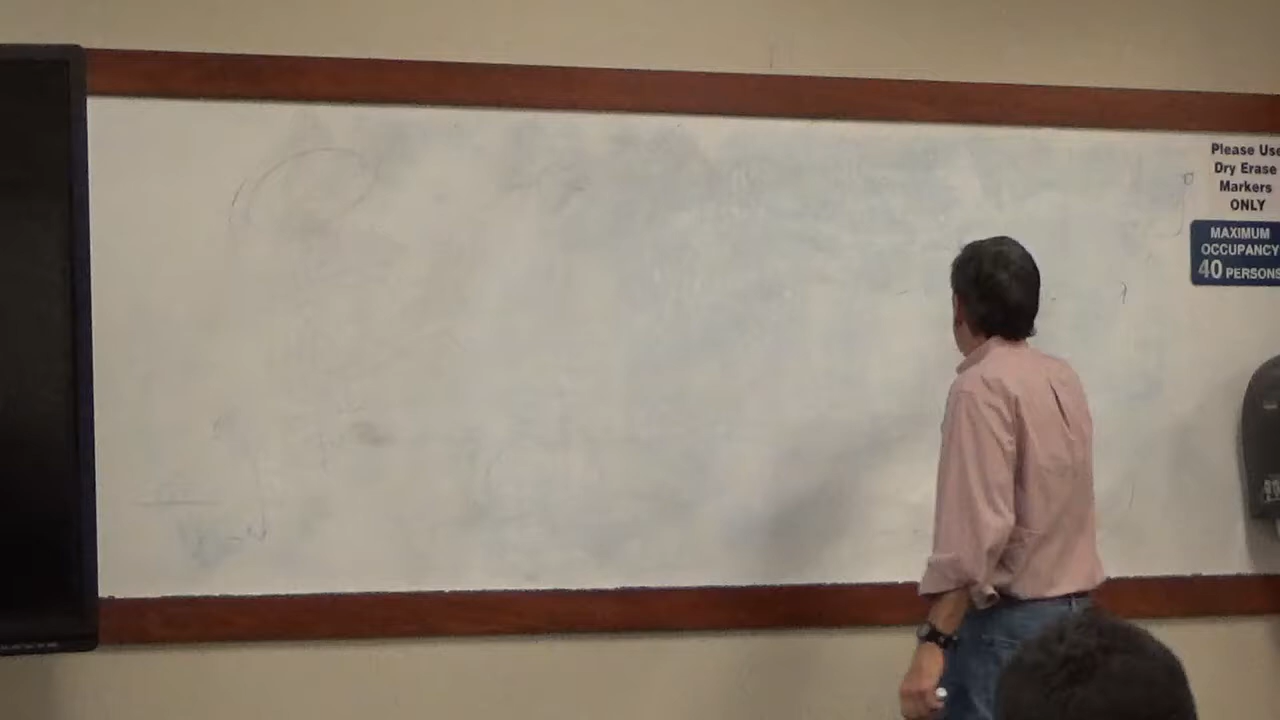 Please Use
Dry Erase
Markers
ONLY
MAXIMUM
OCCUPANCY
40 PERSONS